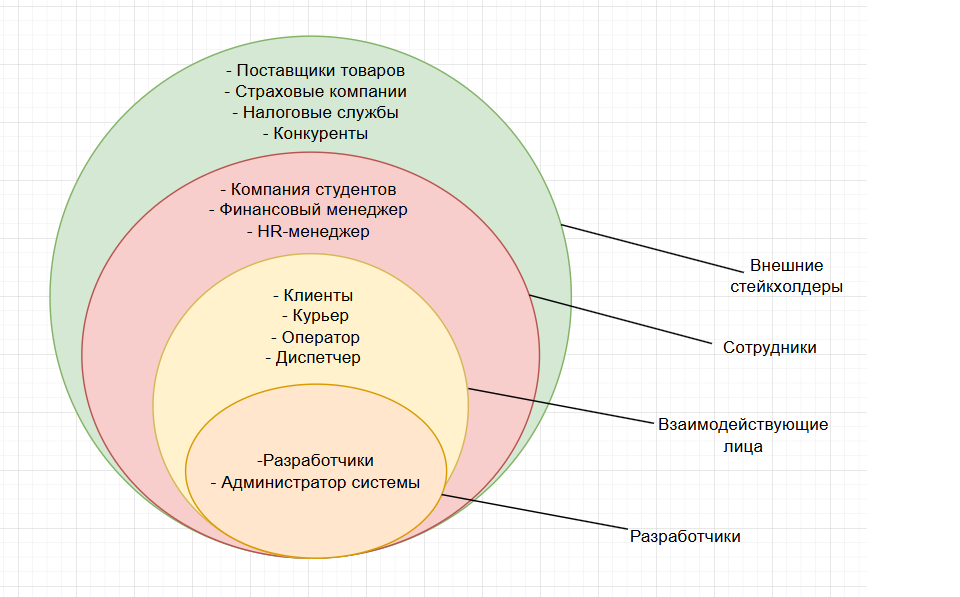 - Поставщики товаров
- Страховые компании
- Налоговые службы
- Конкуренты
- Компания студентов
- Финансовый менеджер
- HR-менеджер
- Клиенты
- Курьер
- Оператор
- Диспетчер
-Разработчики
- Администратор системы
Внешние
стейкхолдеры
Сотрудники
Взаимодействующие
лица
Разработчики